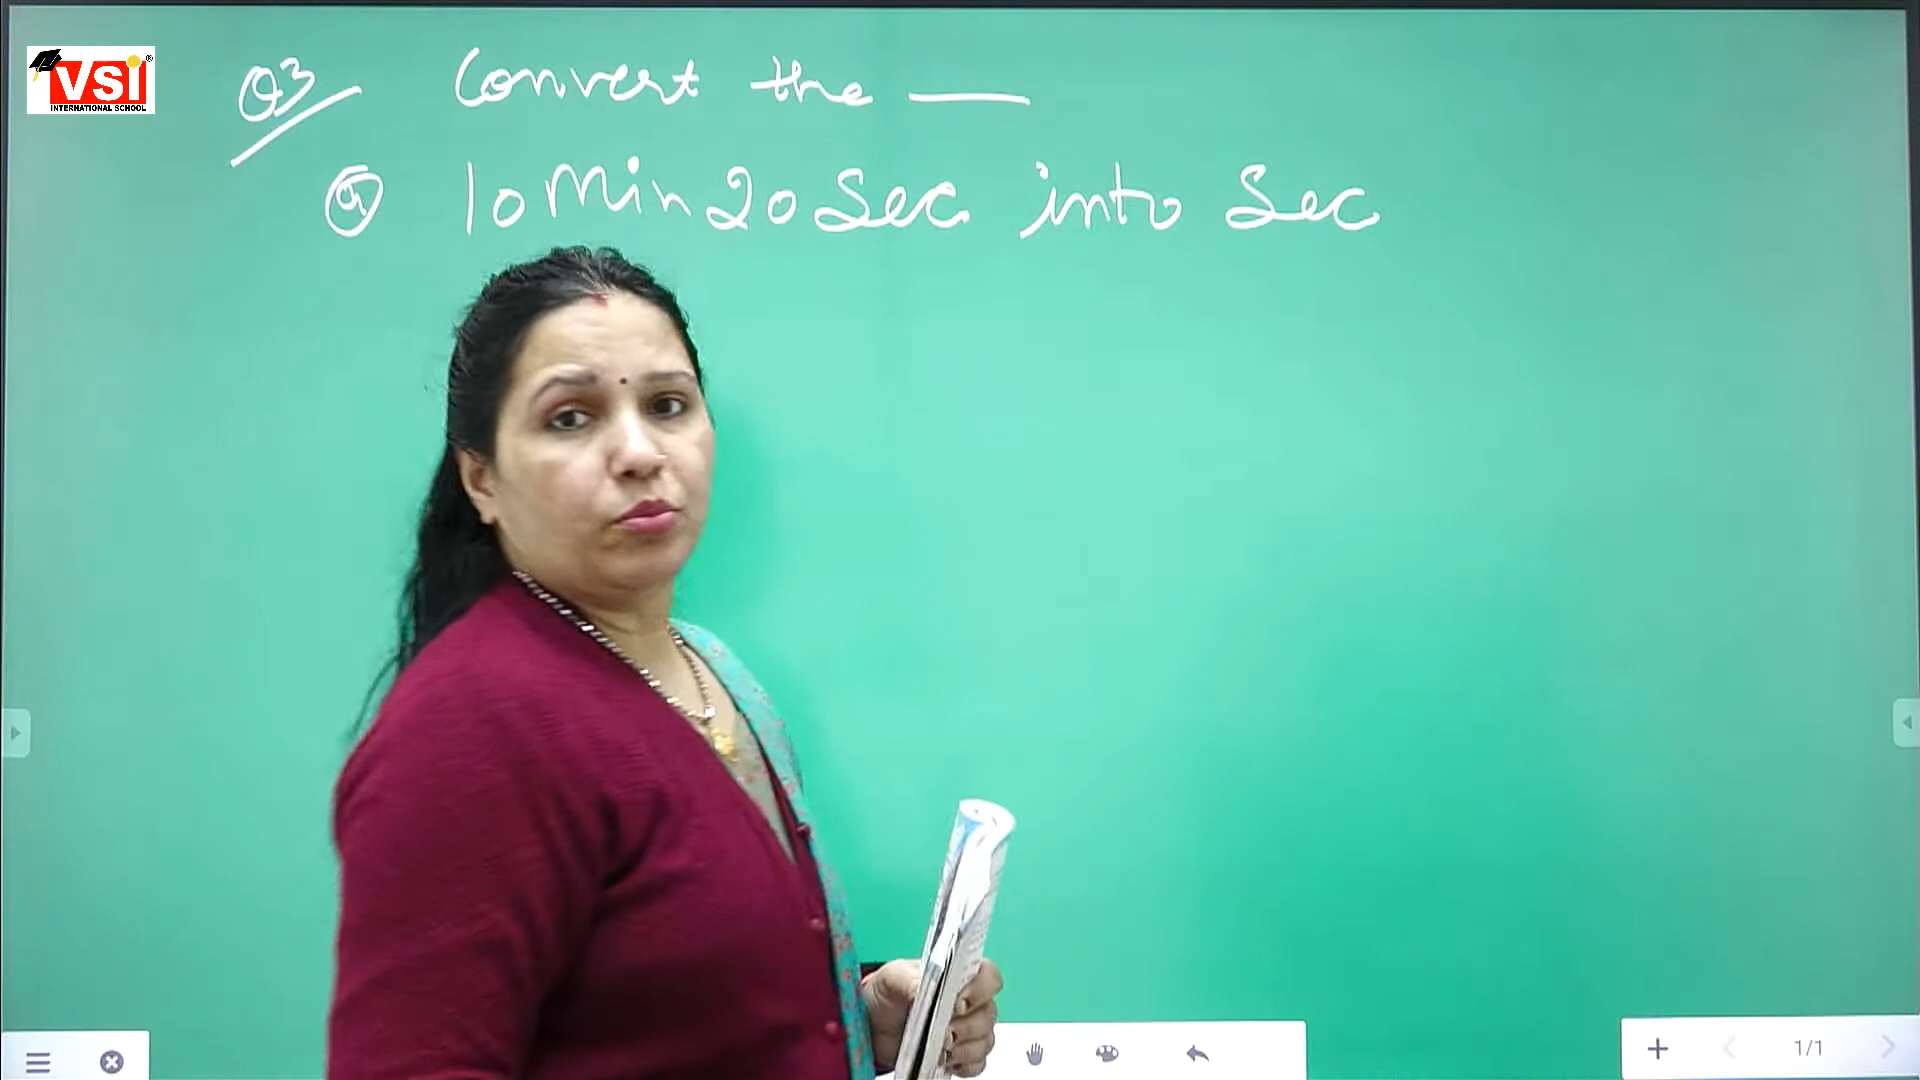 VSI
INTERNATIONAL SCHOOL
Q3 Convert the —
a 10 Min 20 Sec into Sec
1/1